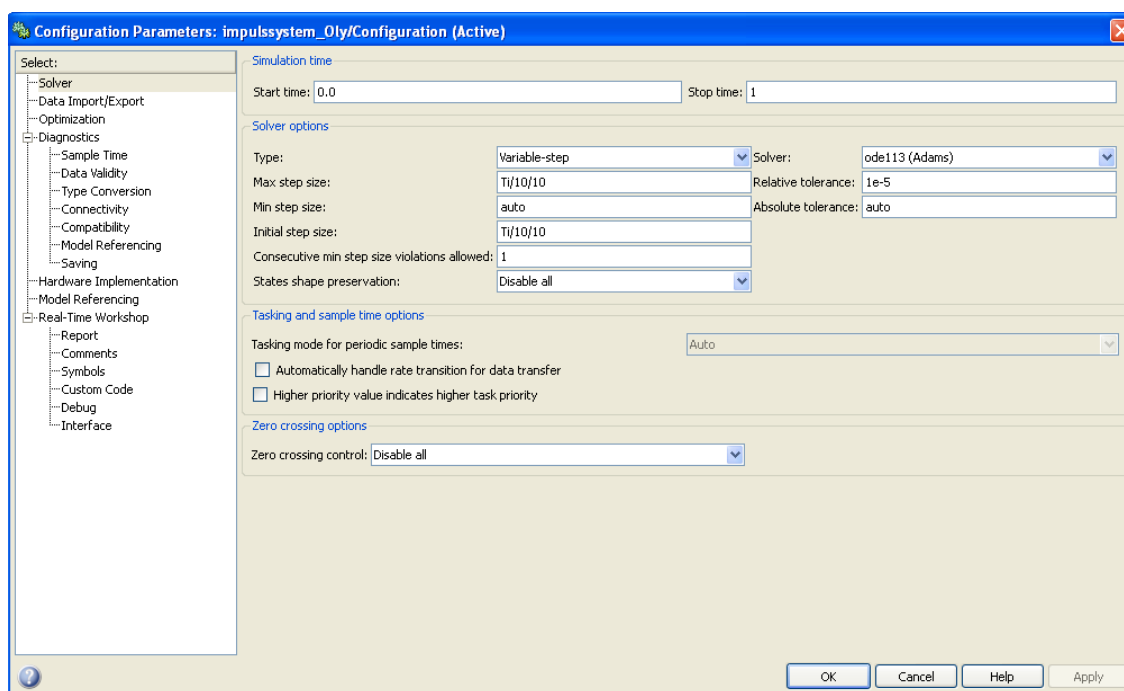 Configuration Parameters: impulssystem_Oly/Configuration (Active)
Select:
Solver
Data Import/Export
Optimization
Diagnostics
Sample Time
Data Validity
Type Conversion
Connectivity
Compatibility
Model Referencing
Saving
Hardware Implementation
Model Referencing
Real-Time Workshop
Report
Comments
Symbols
Custom Code
Debug
Interface
Simulation time
Start time: 0.0 Stop time: 1
Solver options
Type: Variable-step Solver: ode113 (Adams)
Max step size: Ti/10/10 Relative tolerance: 1e-5
Min step size: auto Absolute tolerance: auto
Initial step size: Ti/10/10
Consecutive min step size violations allowed: 1
States shape preservation: Disable all
Tasking and sample time options
Tasking mode for periodic sample times: Auto
Automatically handle rate transition for data transfer
Higher priority value indicates higher task priority
Zero crossing options
Zero crossing control: Disable all
OK Cancel Help Apply